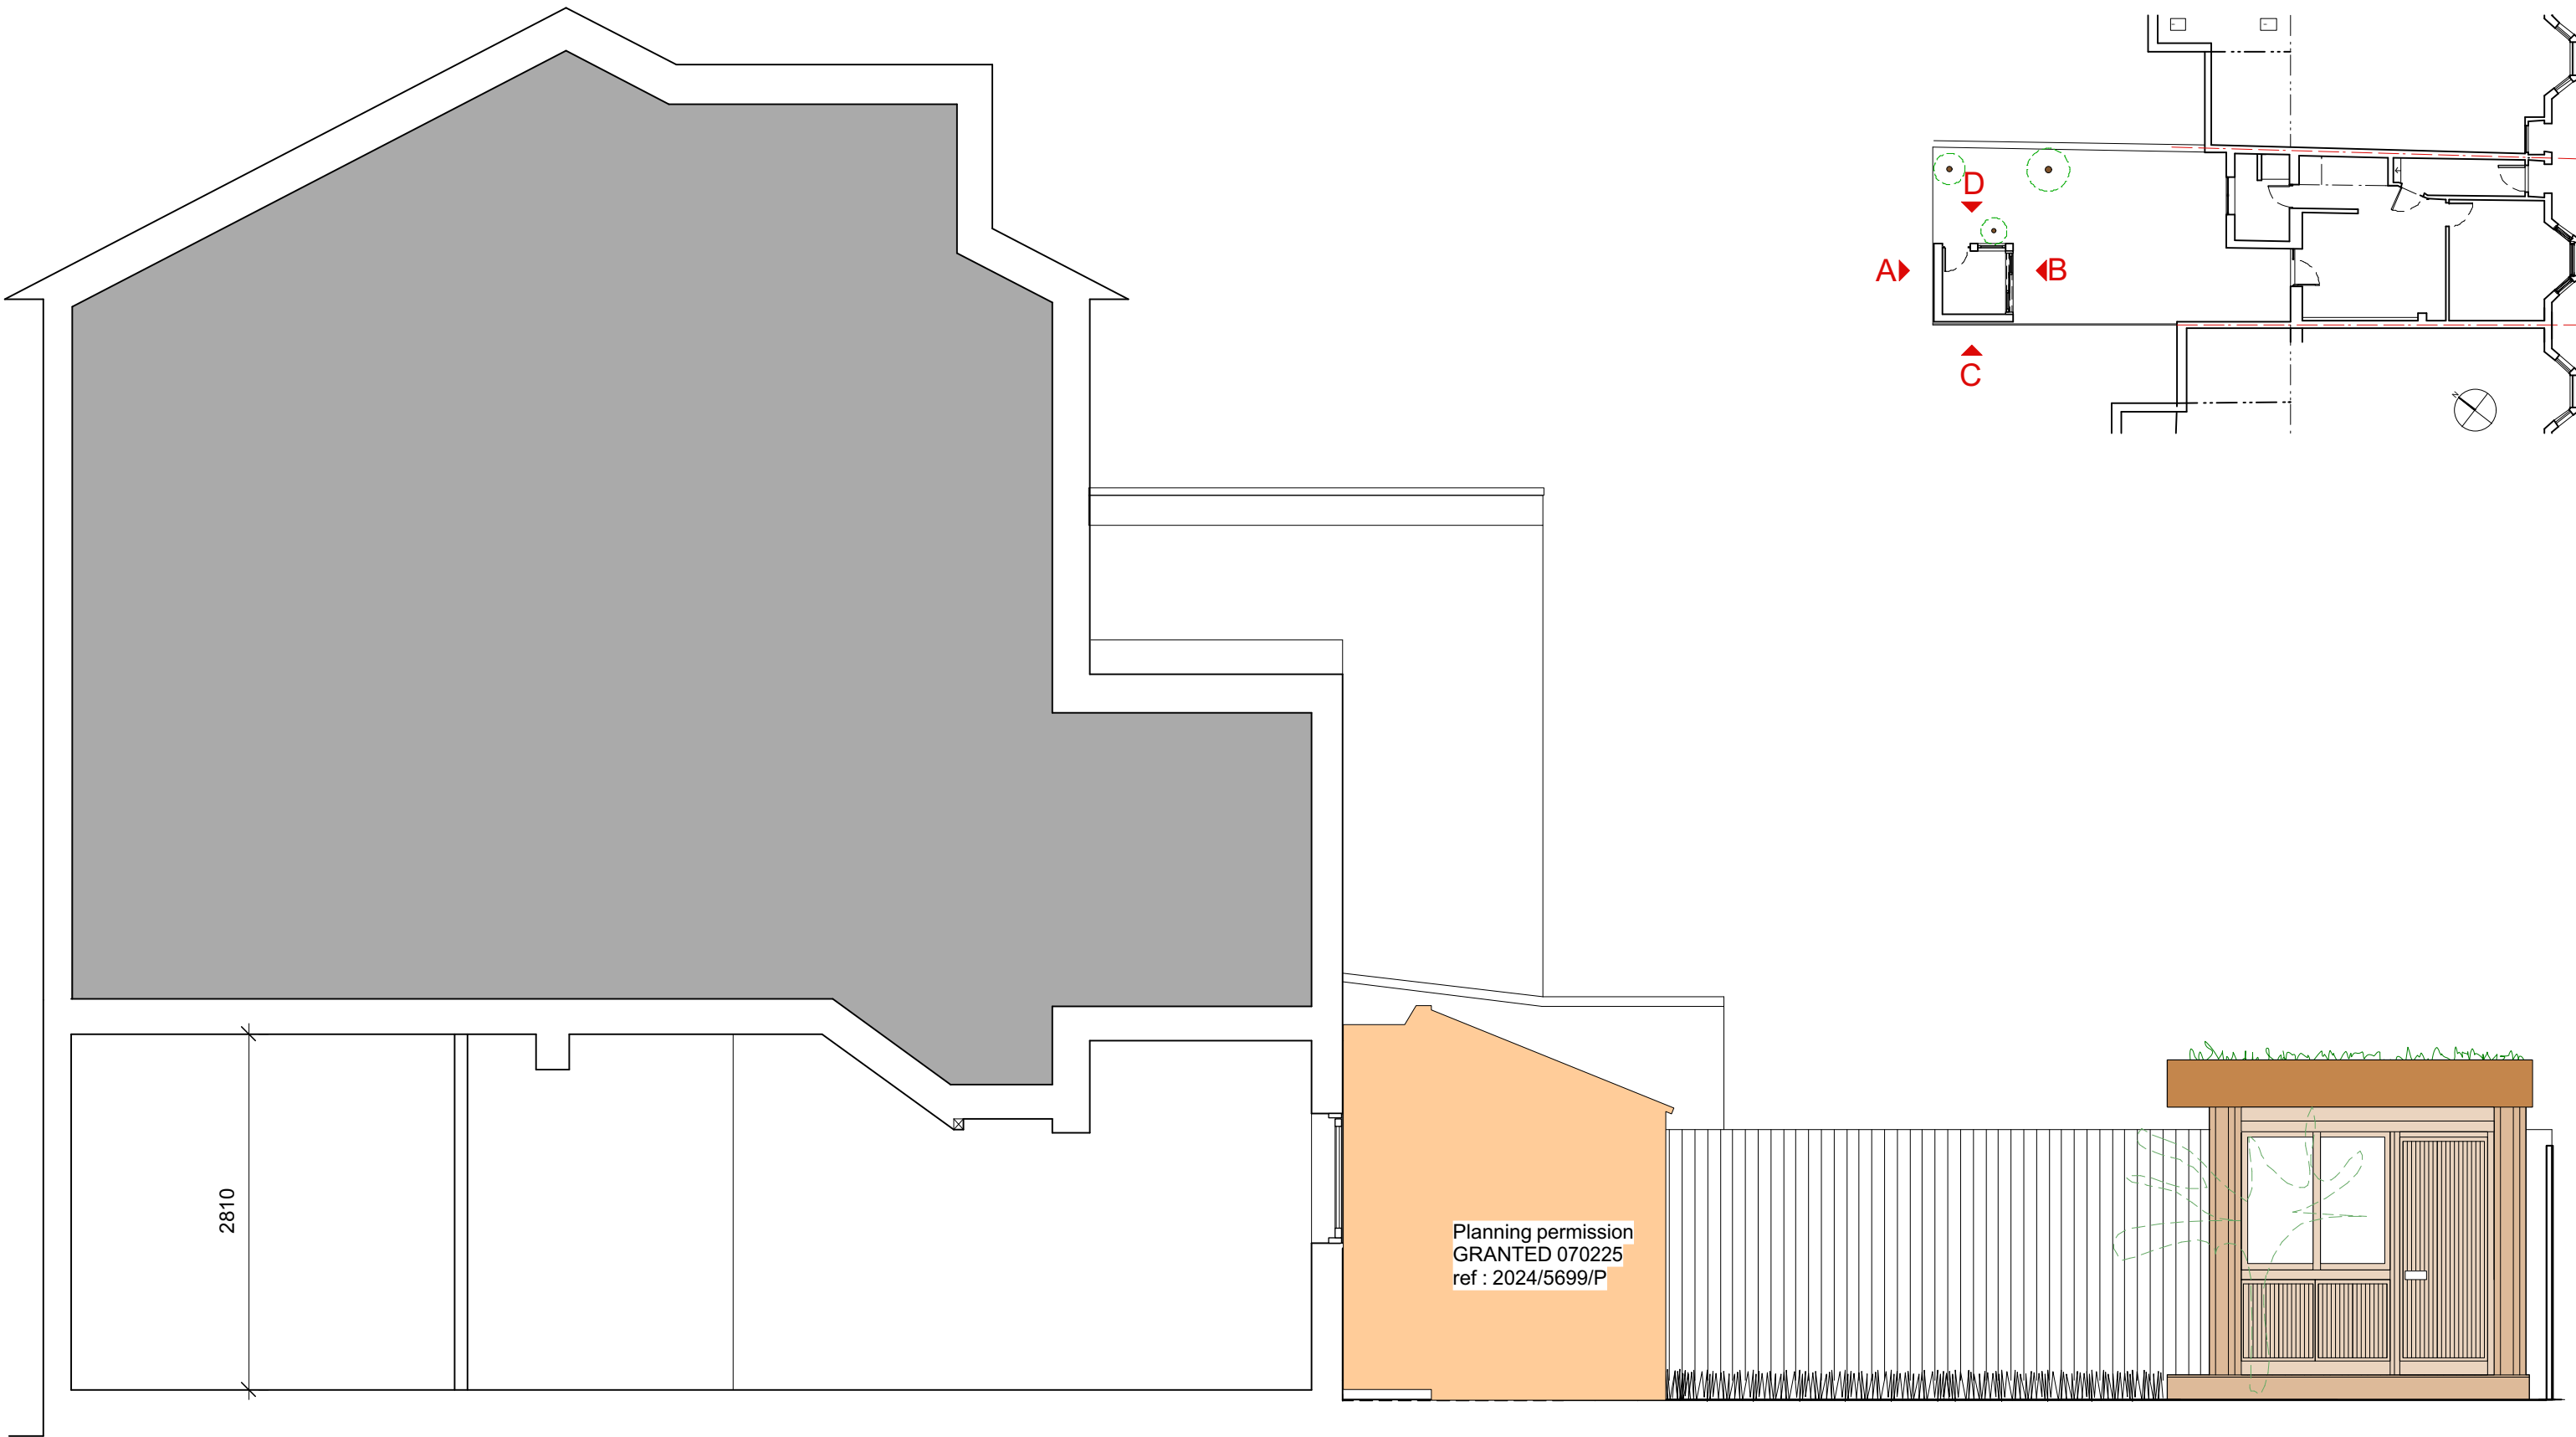 D
A
B
C
N
2810
Planning permission
GRANTED 070225
ref : 2024/5699/P